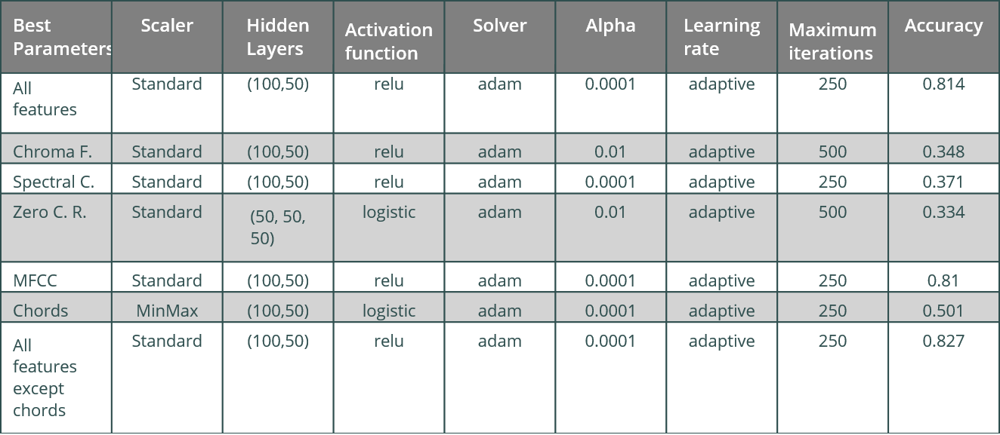 Best Parameters Scaler Hidden Layers Activation function Solver Alpha Learning rate Maximum iterations Accuracy
All features Standard (100,50) relu adam 0.0001 adaptive 250 0.814
Chroma F. Standard (100,50) relu adam 0.01 adaptive 500 0.348
Spectral C. Standard (100,50) relu adam 0.0001 adaptive 250 0.371
Zero C. R. Standard (50, 50, 50) logistic adam 0.01 adaptive 500 0.334
MFCC Standard (100,50) relu adam 0.0001 adaptive 250 0.81
Chords MinMax (100,50) logistic adam 0.0001 adaptive 250 0.501
All features except chords Standard (100,50) relu adam 0.0001 adaptive 250 0.827